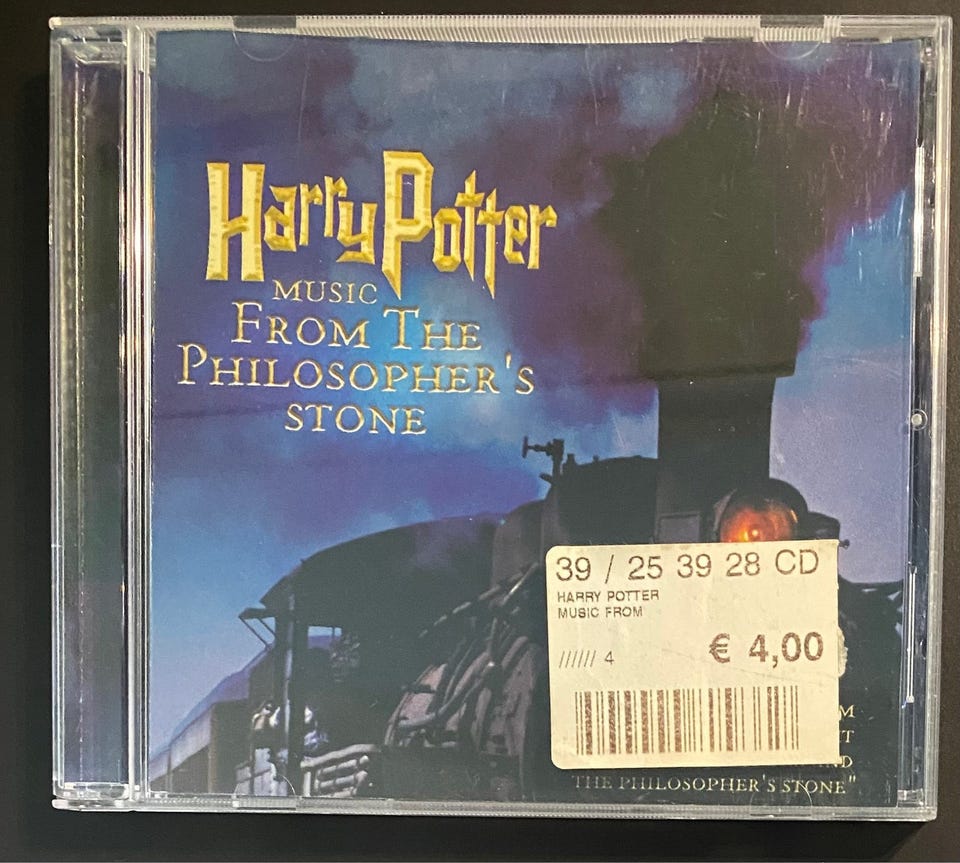 Harry Potter
MUSIC
FROM THE
PHILOSOPHER'S
STONE
39 / 25 39 28 CD
HARRY POTTER
MUSIC FROM
////// 4
€ 4,00
THE PHILOSOPHER'S STONE"